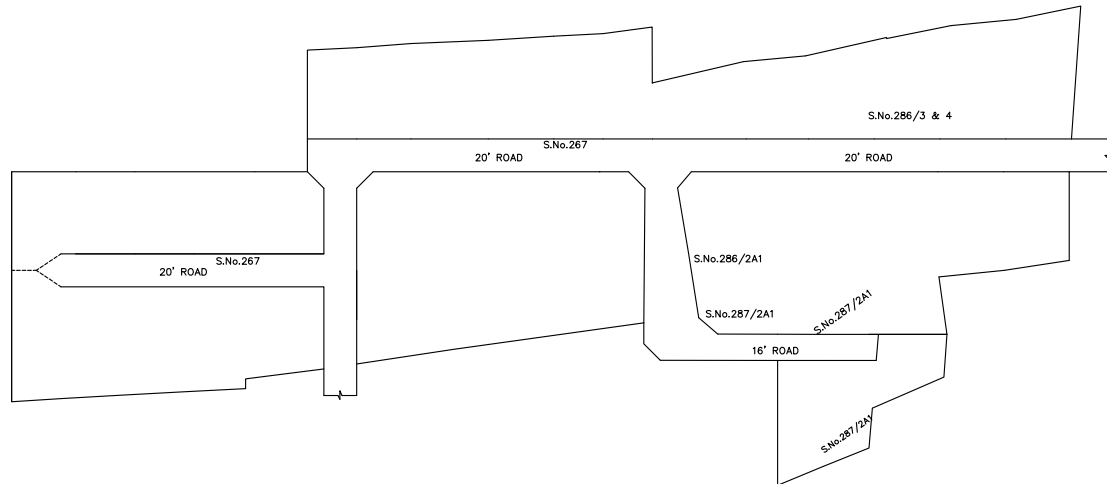 S.No.286/3 & 4
S.No.267
20' ROAD
20' ROAD
S.No.267
20' ROAD
S.No.286/2A1
S.No.287/2A1
S.No.287/2A1
16' ROAD
S.No.287/2A1